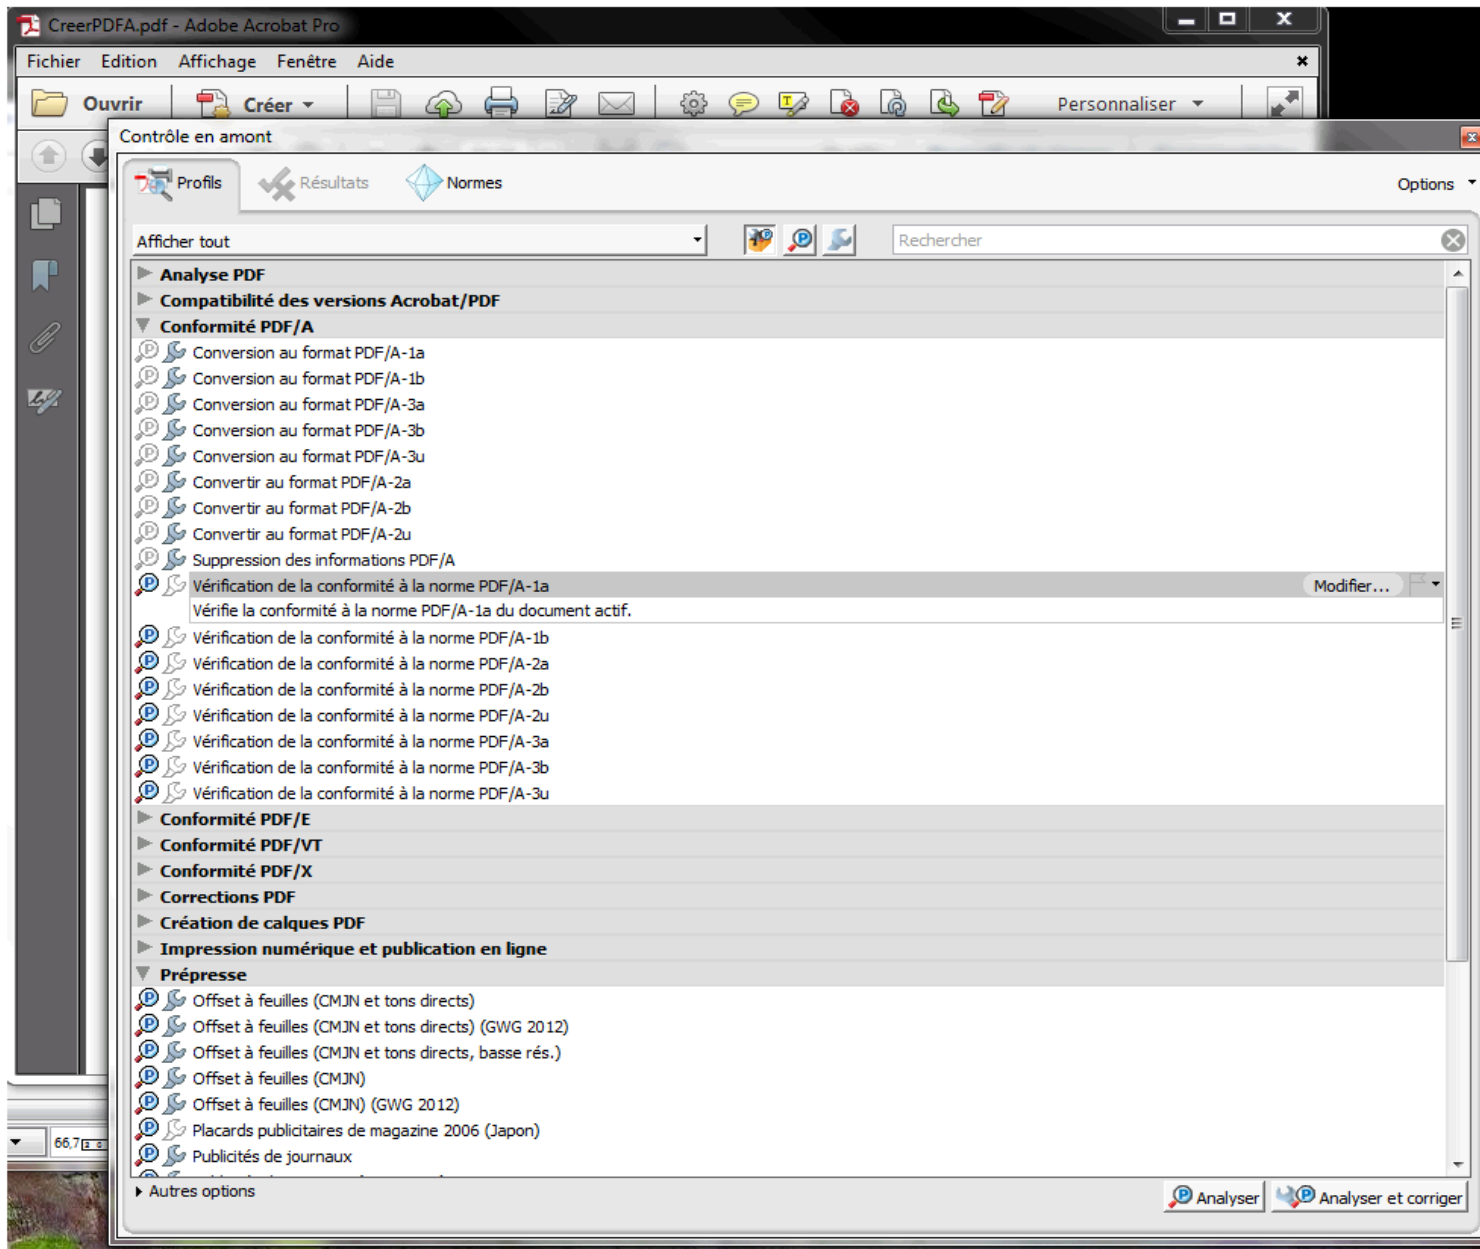 CreerPDFA.pdf - Adobe Acrobat Pro
Fichier Edition Affichage Fenêtre Aide
Ouvrir Créer Personnaliser
Contrôle en amont
Profils Résultats Normes Options
Afficher tout Rechercher
Analyse PDF
Compatibilité des versions Acrobat/PDF
Conformité PDF/A
Conversion au format PDF/A-1a
Conversion au format PDF/A-1b
Conversion au format PDF/A-3a
Conversion au format PDF/A-3b
Conversion au format PDF/A-3u
Convertir au format PDF/A-2a
Convertir au format PDF/A-2b
Convertir au format PDF/A-2u
Suppression des informations PDF/A
Vérification de la conformité à la norme PDF/A-1a Modifier...
Vérifie la conformité à la norme PDF/A-1a du document actif.
Vérification de la conformité à la norme PDF/A-1b
Vérification de la conformité à la norme PDF/A-2a
Vérification de la conformité à la norme PDF/A-2b
Vérification de la conformité à la norme PDF/A-2u
Vérification de la conformité à la norme PDF/A-3a
Vérification de la conformité à la norme PDF/A-3b
Vérification de la conformité à la norme PDF/A-3u
Conformité PDF/E
Conformité PDF/VT
Conformité PDF/X
Corrections PDF
Création de calques PDF
Impression numérique et publication en ligne
Prépresse
Offset à feuilles (CMJN et tons directs)
Offset à feuilles (CMJN et tons directs) (GWG 2012)
Offset à feuilles (CMJN et tons directs, basse rés.)
Offset à feuilles (CMJN)
Offset à feuilles (CMJN) (GWG 2012)
Placards publicitaires de magazine 2006 (Japon)
66,7
Publicités de journaux
Autres options Analyser Analyser et corriger